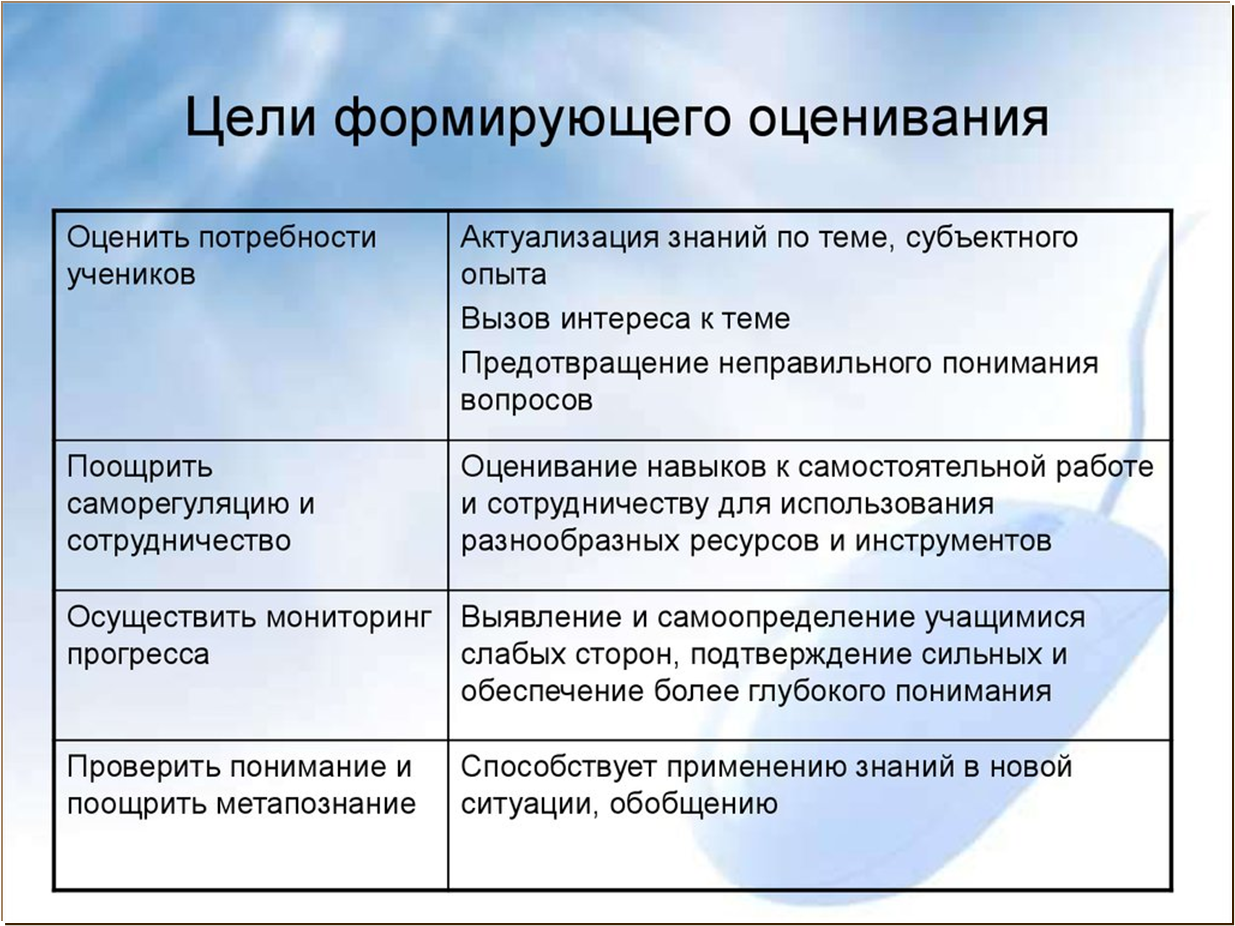 Цели формирующего оценивания
Оценить потребности
учеников
Актуализация знаний по теме, субъектного
опыта
Вызов интереса к теме
Предотвращение неправильного понимания
вопросов
Поощрить
саморегуляцию и
сотрудничество
Оценивание навыков к самостоятельной работе
и сотрудничеству для использования
разнообразных ресурсов и инструментов
Осуществить мониторинг
прогресса
Выявление и самоопределение учащимися
слабых сторон, подтверждение сильных и
обеспечение более глубокого понимания
Проверить понимание и
поощрить метапознание
Способствует применению знаний в новой
ситуации, обобщению